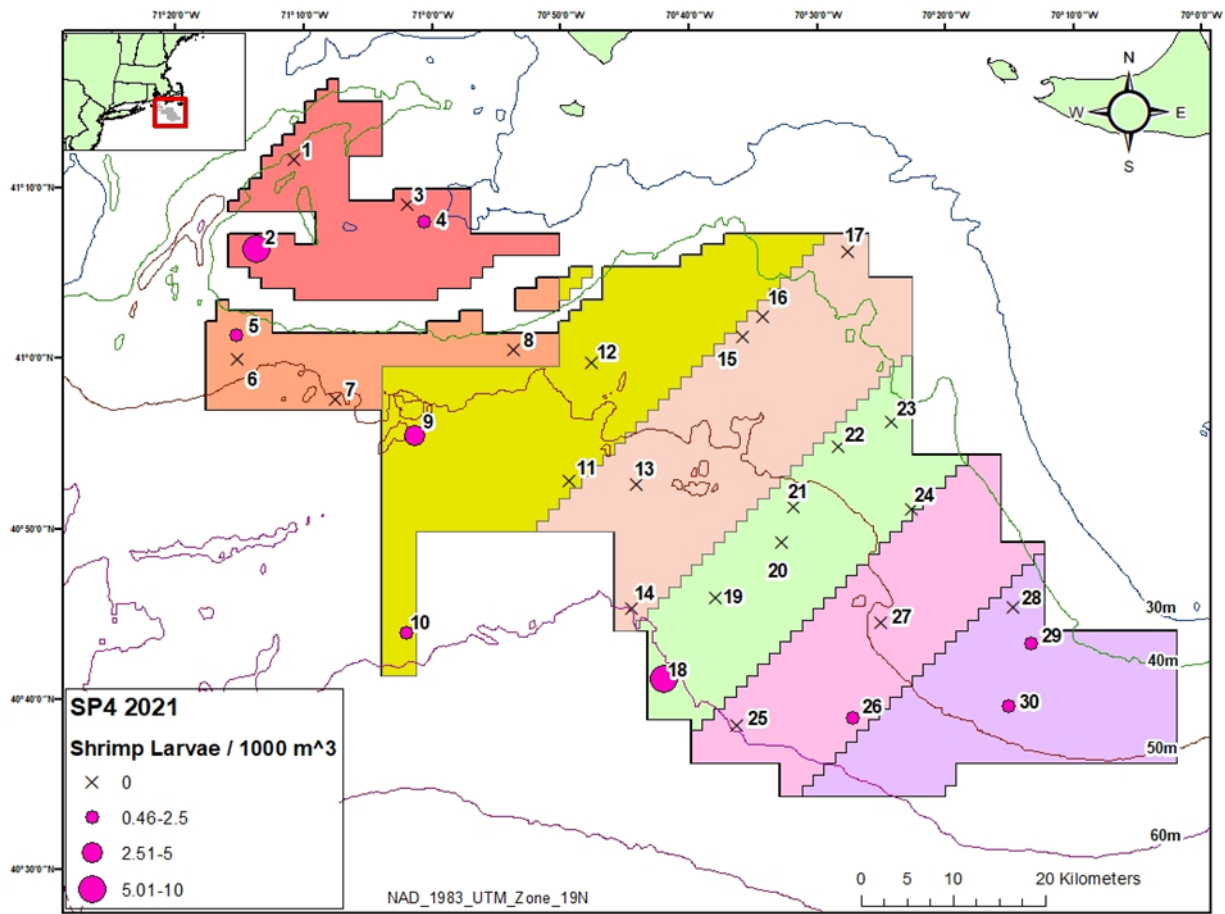 71°20'0"W 71°10'0"W 71°0'0"W 70°50'0"W 70°40'0"W 70°30'0"W 70°20'0"W 70°10'0"W 70°0'0"W
N
W E
S
41°10'0"N
41°0'0"N
40°50'0"N
40°40'0"N
40°30'0"N
1
3
4
2
17
16
5
15
8
12
6
7
23
9
22
11
13
21
24
20
14
19
28
30m
10
27
29
40m
18
30
26
25
50m
60m
SP4 2021
Shrimp Larvae / 1000 m^3
0
0.46-2.5
2.51-5
5.01-10
NAD_1983_UTM_Zone_19N
0 5 10 20 Kilometers